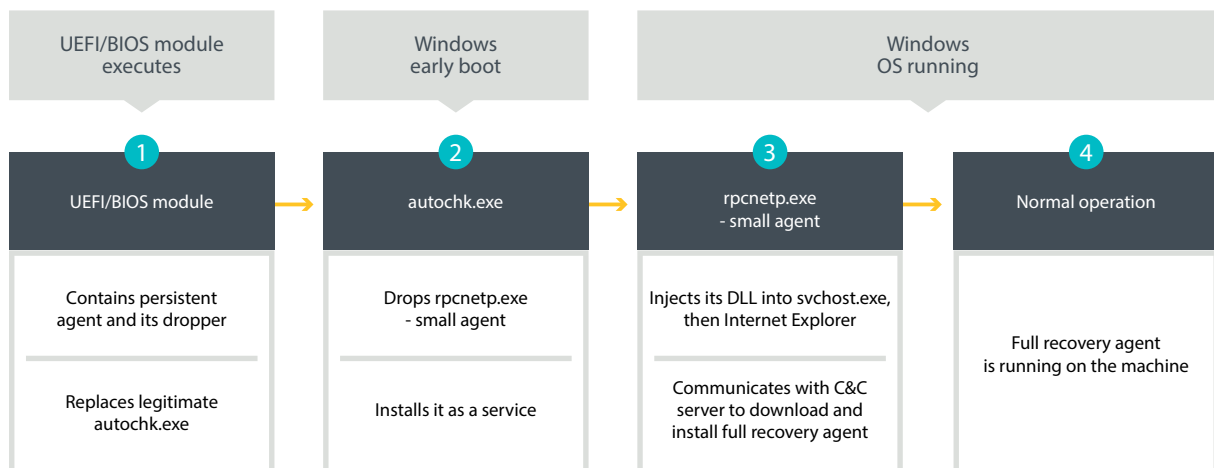 UEFI/BIOS module
executes
Windows
early boot
Windows
OS running
1
2
3
4
UEFI/BIOS module
autochk.exe
rpcnetp.exe
- small agent
Normal operation
Contains persistent
agent and its dropper
Replaces legitimate
autochk.exe
Drops rpcnetp.exe
- small agent
Installs it as a service
Injects its DLL into svchost.exe,
then Internet Explorer
Communicates with C&C
server to download and
install full recovery agent
Full recovery agent
is running on the machine